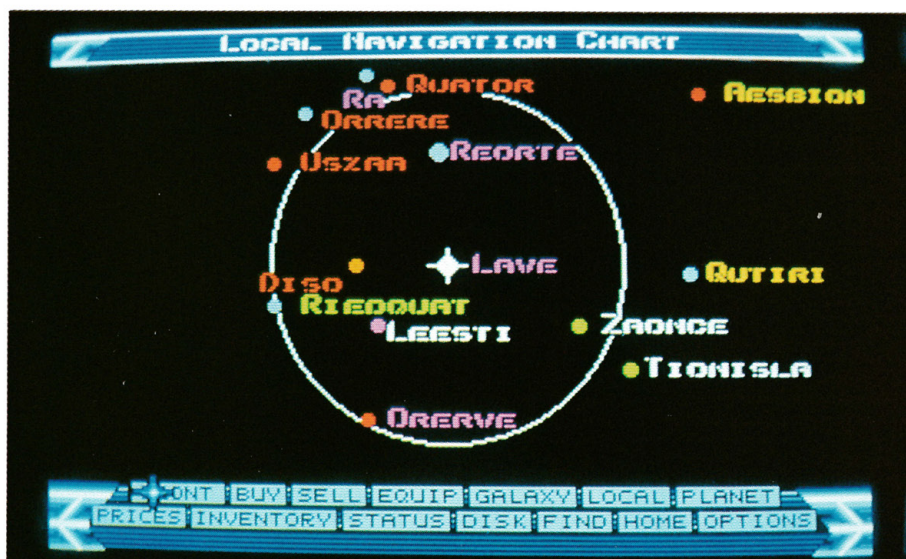 LOCAL NAVIGATION CHART
QUATOR
AESBION
RA
ORRERE
REORTE
USZAA
LAVE
DISO
QUTIRI
RIEDQUAT
LEESTI
ZAONCE
TIONISLA
ORERVE
ONT BUY SELL EQUIP GALAXY LOCAL PLANET
PRICES INVENTORY STATUS DISK FIND HOME OPTIONS